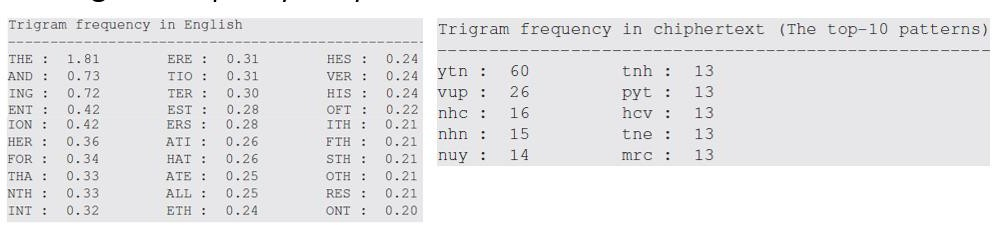 Trigram frequency in English
THE : 1.81 ERE : 0.31 HES : 0.24
AND : 0.73 TIO : 0.31 VER : 0.24
ING : 0.72 TER : 0.30 HIS : 0.24
ENT : 0.42 EST : 0.28 OFT : 0.22
ION : 0.42 ERS : 0.28 ITH : 0.21
HER : 0.36 ATI : 0.26 FTH : 0.21
FOR : 0.34 HAT : 0.26 STH : 0.21
THA : 0.33 ATE : 0.25 OTH : 0.21
NTH : 0.33 ALL : 0.25 RES : 0.21
INT : 0.32 ETH : 0.24 ONT : 0.20
Trigram frequency in chiphertext (The top-10 patterns)
ytn : 60 tnh : 13
vup : 26 pyt : 13
nhc : 16 hcv : 13
nhn : 15 tne : 13
nuy : 14 mrc : 13